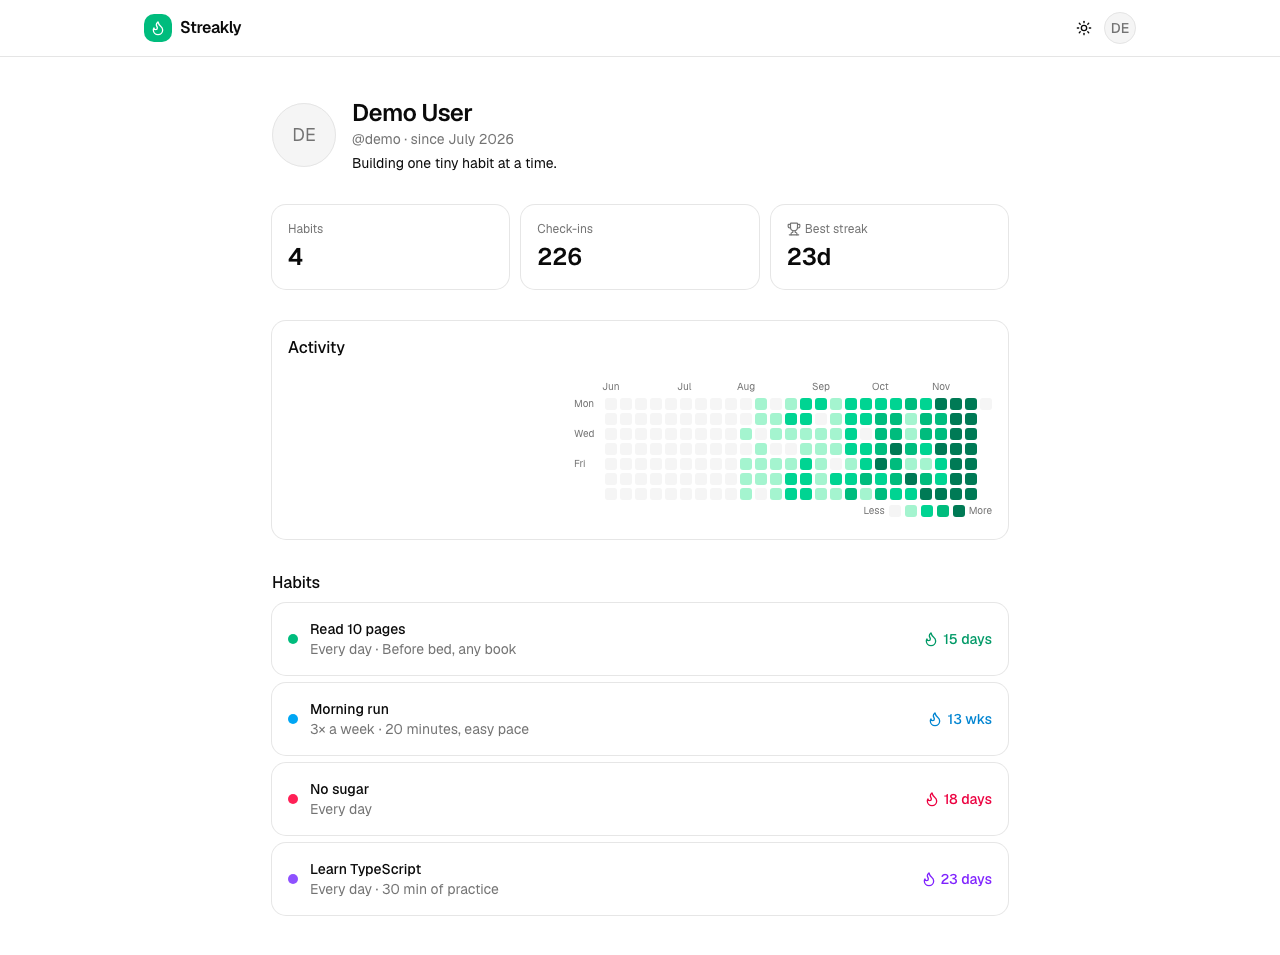 Streakly
DE
DE
Demo User
@demo · since July 2026
Building one tiny habit at a time.
Habits
4
Check-ins
226
Best streak
23d
Activity
Jun Jul Aug Sep Oct Nov
Mon
Wed
Fri
Less More
Habits
Read 10 pages
Every day · Before bed, any book
15 days
Morning run
3× a week · 20 minutes, easy pace
13 wks
No sugar
Every day
18 days
Learn TypeScript
Every day · 30 min of practice
23 days